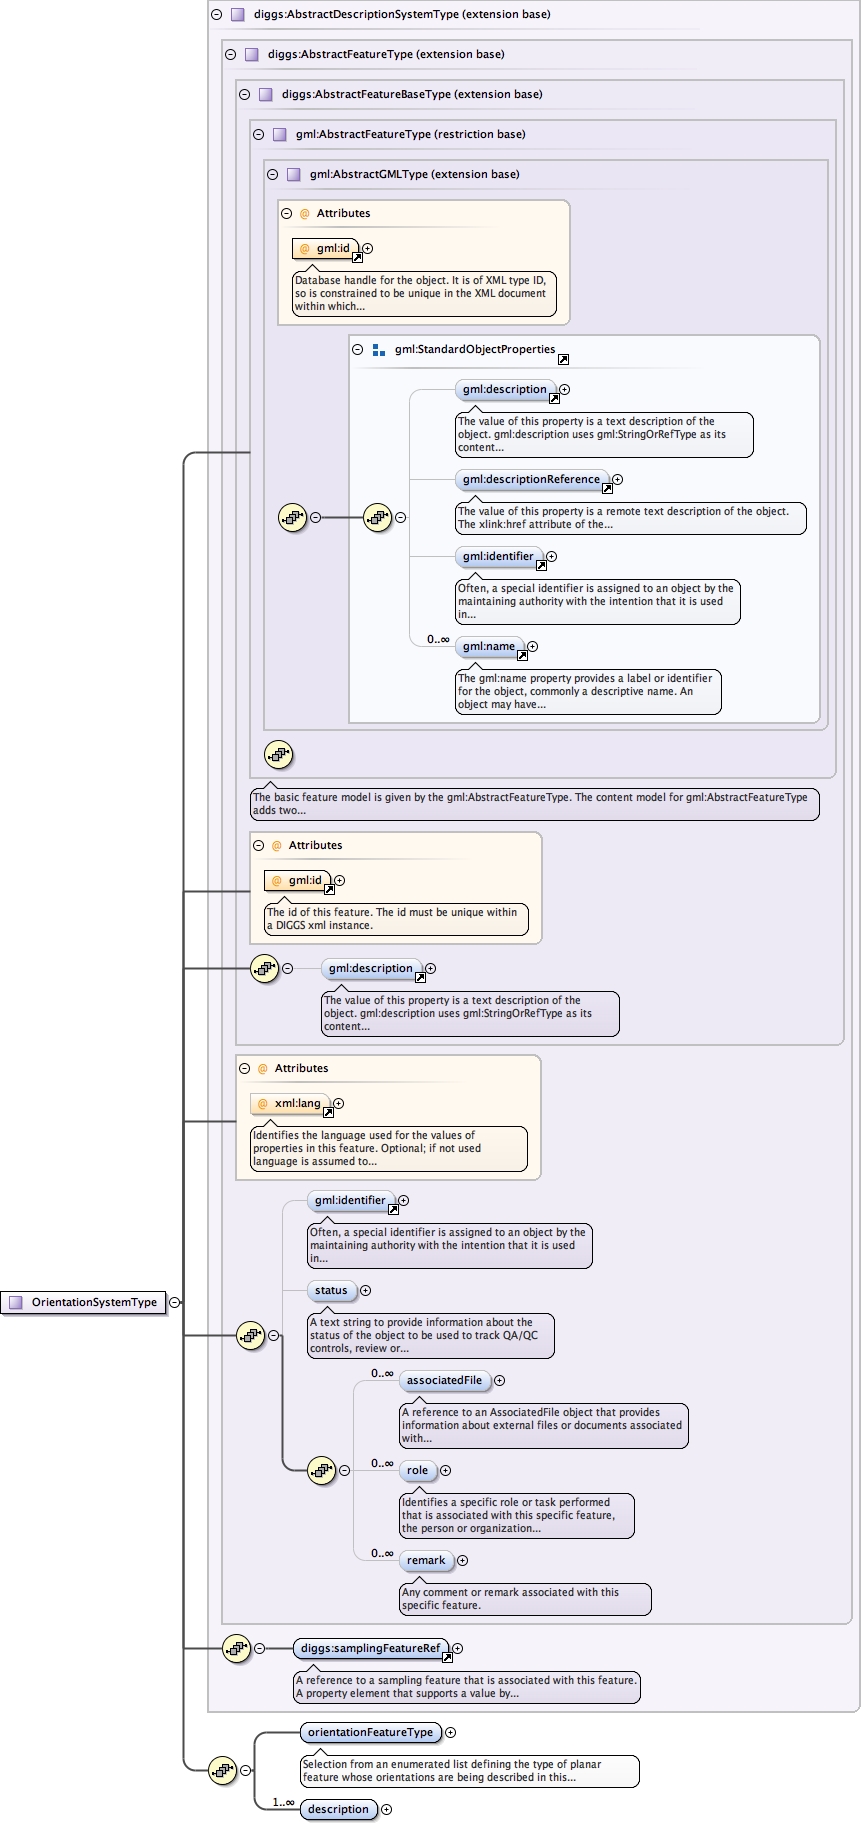 diggs:AbstractDescriptionSystemType (extension base)
diggs:AbstractFeatureType (extension base)
diggs:AbstractFeatureBaseType (extension base)
gml:AbstractFeatureType (restriction base)
gml:AbstractGMLType (extension base)
@ Attributes
@ gml:id
Database handle for the object. It is of XML type ID,
so is constrained to be unique in the XML document
within which...
gml:StandardObjectProperties
gml:description
The value of this property is a text description of the
object. gml:description uses gml:StringOrRefType as its
content...
gml:descriptionReference
The value of this property is a remote text description of the object.
The xlink:href attribute of the...
gml:identifier
Often, a special identifier is assigned to an object by the
maintaining authority with the intention that it is used
in...
0..∞
gml:name
The gml:name property provides a label or identifier
for the object, commonly a descriptive name. An
object may have...
The basic feature model is given by the gml:AbstractFeatureType. The content model for gml:AbstractFeatureType
adds two...
@ Attributes
@ gml:id
The id of this feature. The id must be unique within
a DIGGS xml instance.
gml:description
The value of this property is a text description of the
object. gml:description uses gml:StringOrRefType as its
content...
@ Attributes
@ xml:lang
Identifies the language used for the values of
properties in this feature. Optional; if not used
language is assumed to...
gml:identifier
Often, a special identifier is assigned to an object by the
maintaining authority with the intention that it is used
in...
OrientationSystemType
status
A text string to provide information about the
status of the object to be used to track QA/QC
controls, review or...
0..∞
associatedFile
A reference to an AssociatedFile object that provides
information about external files or documents associated
with...
0..∞
role
Identifies a specific role or task performed
that is associated with this specific feature,
the person or organization...
0..∞
remark
Any comment or remark associated with this
specific feature.
diggs:samplingFeatureRef
A reference to a sampling feature that is associated with this feature.
A property element that supports a value by...
orientationFeatureType
Selection from an enumerated list defining the type of planar
feature whose orientations are being described in this...
1..∞
description